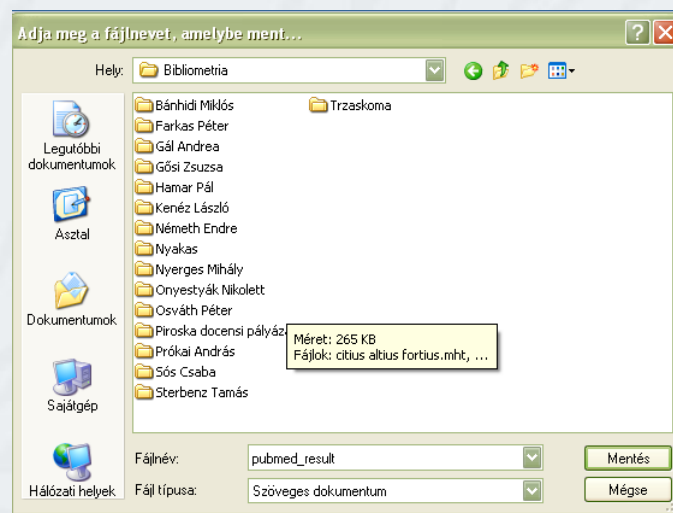 Adja meg a fájlnevet, amelybe ment...
Hely:
Bibliometria
Legutóbbi dokumentumok
Asztal
Dokumentumok
Sajátgép
Hálózati helyek
Bánhidi Miklós
Farkas Péter
Gál Andrea
Gősi Zsuzsa
Hamar Pál
Kenéz László
Németh Endre
Nyakas
Nyerges Mihály
Onyestyák Nikolett
Osváth Péter
Piroska docensi
Prókai András
Sós Csaba
Sterbenz Tamás
Trzaskoma
Méret: 265 KB
Fájlok: citius altius fortius.mht, ...
Fájlnév:
pubmed_result
Mentés
Fájl típusa:
Szöveges dokumentum
Mégse